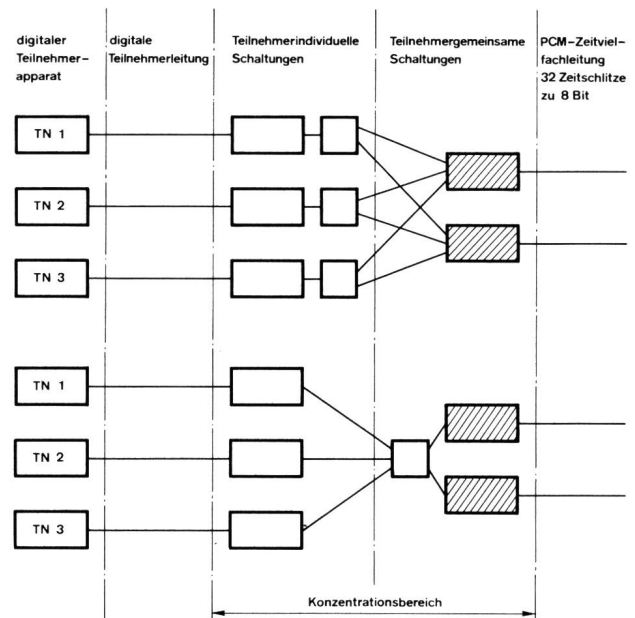 digitaler
Teilnehmer-
apparat
digitale
Teilnehmerleitung
Teilnehmerindividuelle
Schaltungen
Teilnehmergemeinsame
Schaltungen
PCM-Zeitviel-
fachleitung
32 Zeitschlitze
zu 8 Bit
TN 1
TN 2
TN 3
TN 1
TN 2
TN 3
Konzentrationsbereich